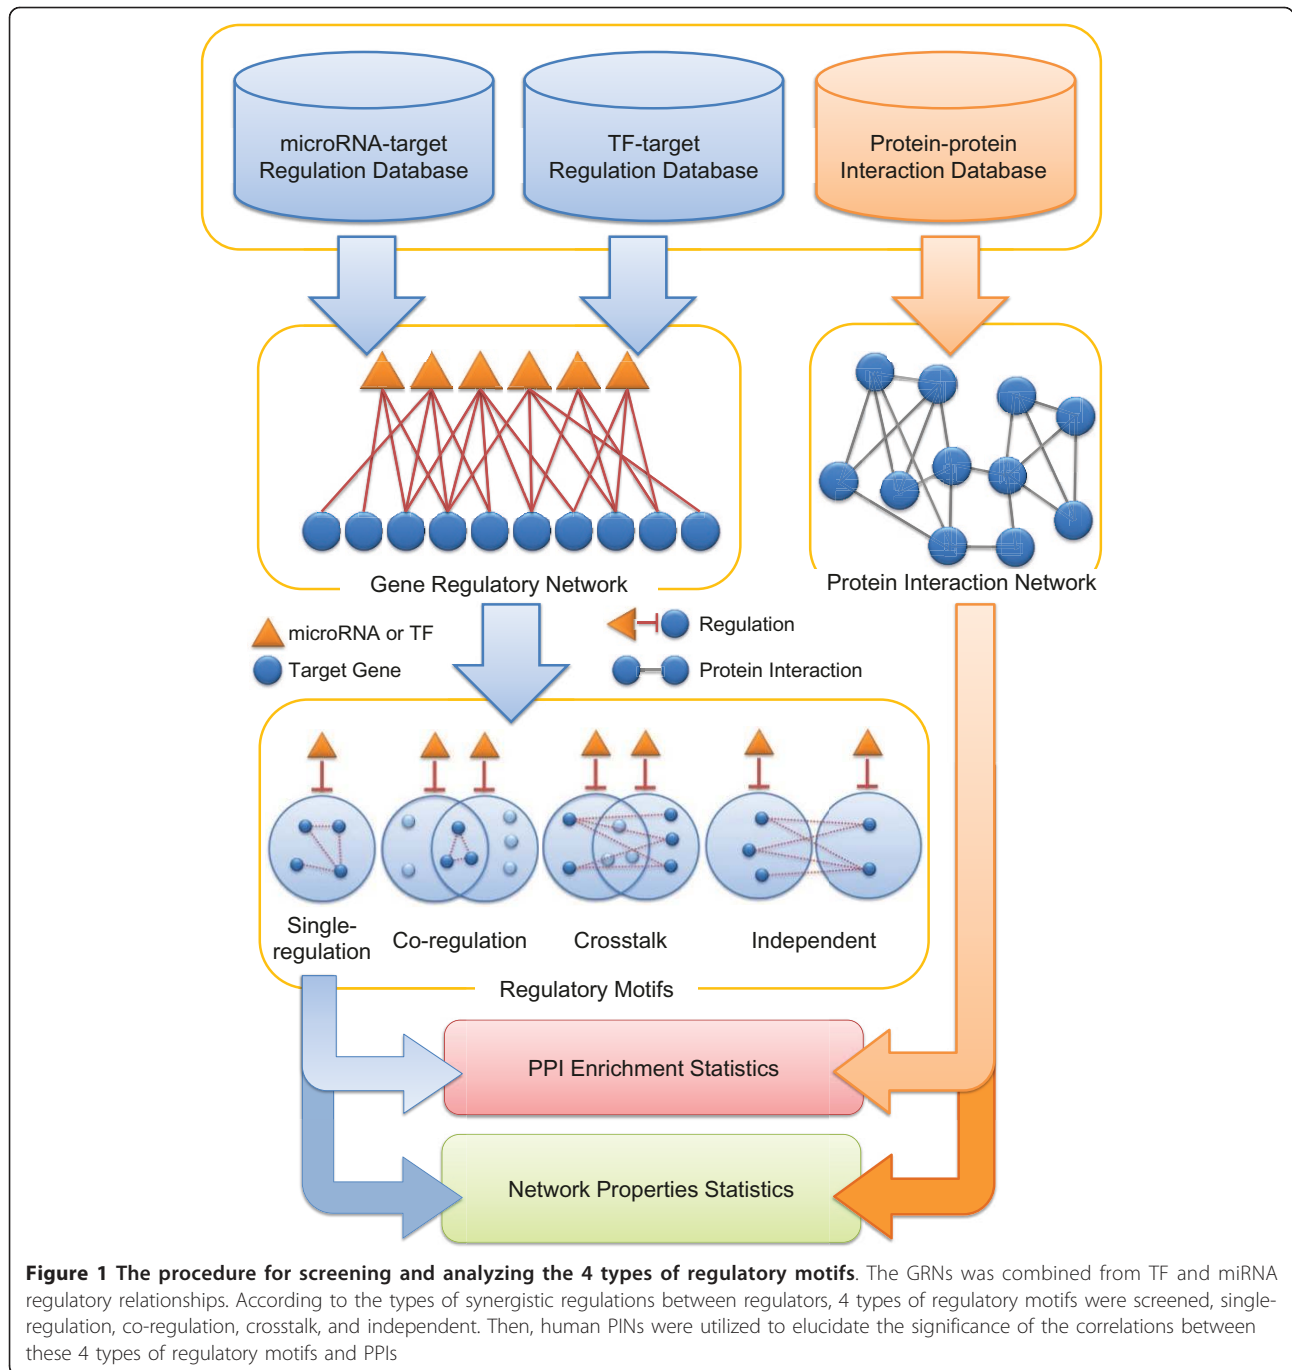 microRNA-target
Regulation Database
TF-target
Regulation Database
Protein-protein
Interaction Database
Gene Regulatory Network
Protein Interaction Network
microRNA or TF
Target Gene
Regulation
Protein Interaction
Single-
regulation
Co-regulation
Crosstalk
Independent
Regulatory Motifs
PPI Enrichment Statistics
Network Properties Statistics
Figure 1 The procedure for screening and analyzing the 4 types of regulatory motifs. The GRNs was combined from TF and miRNA
regulatory relationships. According to the types of synergistic regulations between regulators, 4 types of regulatory motifs were screened, single-
regulation, co-regulation, crosstalk, and independent. Then, human PINs were utilized to elucidate the significance of the correlations between
these 4 types of regulatory motifs and PPIs